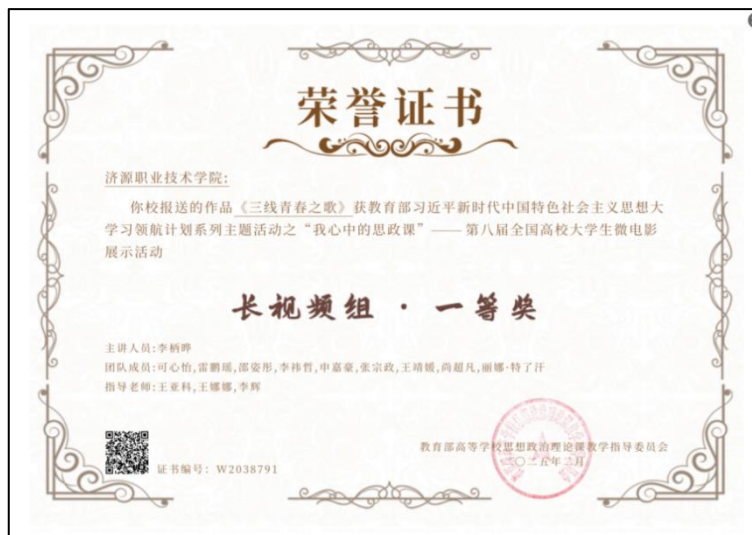 荣誉证书
济源职业技术学院:
你校报送的作品《三线青春之歌》获教育部习近平新时代中国特色社会主义思想大
学习领航计划系列主题活动之“我心中的思政课”——第八届全国高校大学生微电影
展示活动
长视频组 · 一等奖
主讲人员:李柄晔
团队成员:可心怡,雷鹏瑶,邵姿彤,李祎哲,申嘉豪,张宗政,王靖媛,尚超凡,丽娜·特了汗
指导老师:王亚科,王娜娜,李辉
教育部高等学校思想政治理论课教学指导委员会
二〇二五年二月
证书编号: W2038791